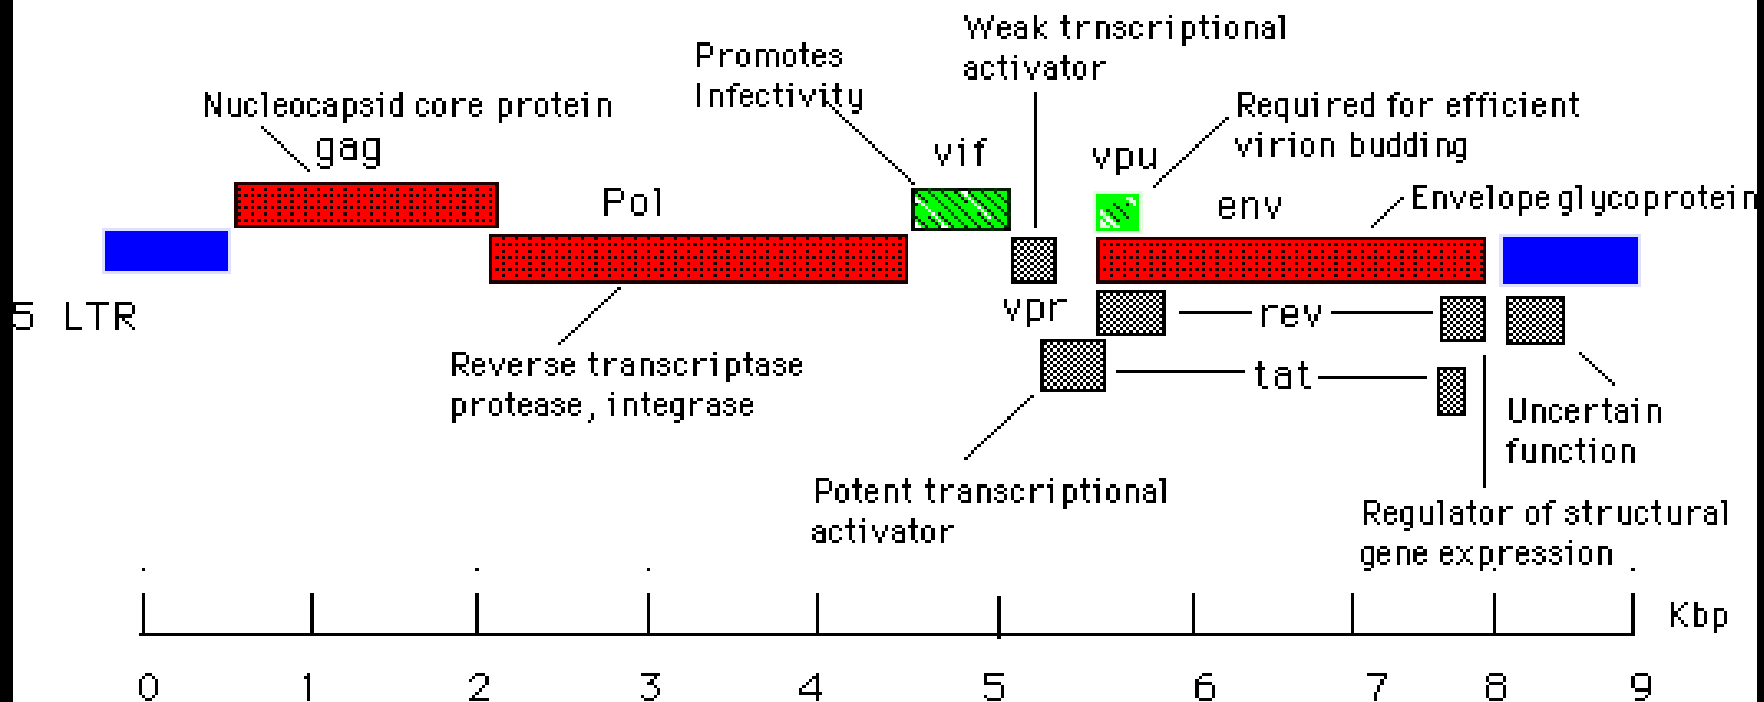 Weak trnscriptional
activator
Promotes
Infectivity
Nucleocapsid core protein
gag
Required for efficient
virion budding
vif
vpu
Pol
env
Envelope glycoprotein
5 LTR
vpr
rev
Reverse transcriptase
protease, integrase
tat
Uncertain
function
Potent transcriptional
activator
Regulator of structural
gene expression
Kbp
0 1 2 3 4 5 6 7 8 9